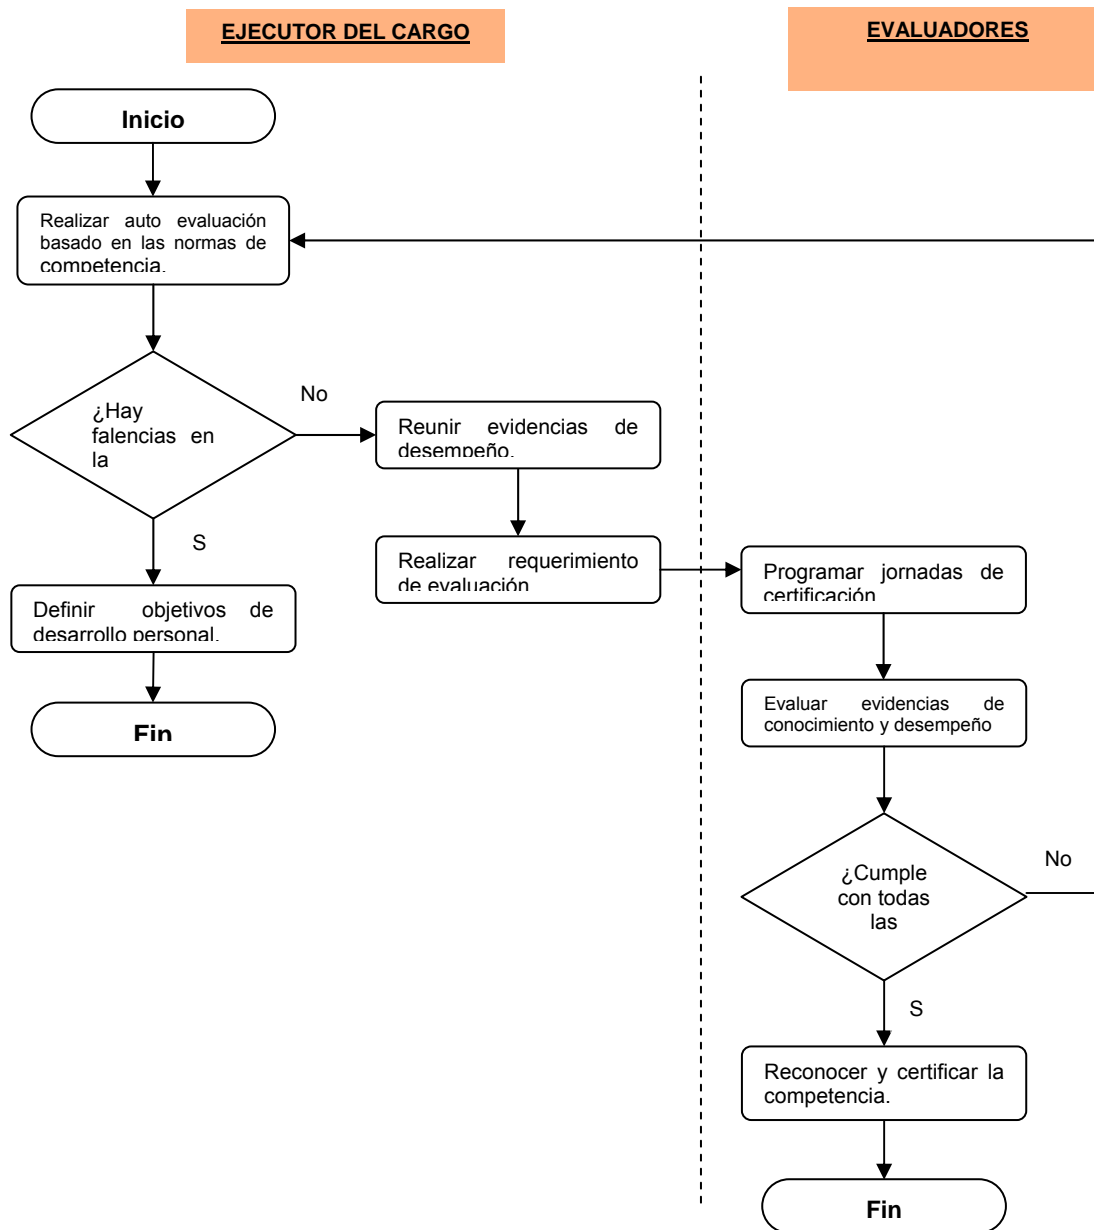 EJECUTOR DEL CARGO
EVALUADORES
Inicio
Realizar auto evaluación
basado en las normas de
competencia.
¿Hay
falencias en
la
No
Reunir evidencias de
desempeño.
S
Realizar requerimiento
de evaluación
Programar jornadas de
certificación
Definir objetivos de
desarrollo personal.
Fin
Evaluar evidencias de
conocimiento y desempeño
¿Cumple
con todas
las
No
S
Reconocer y certificar la
competencia.
Fin